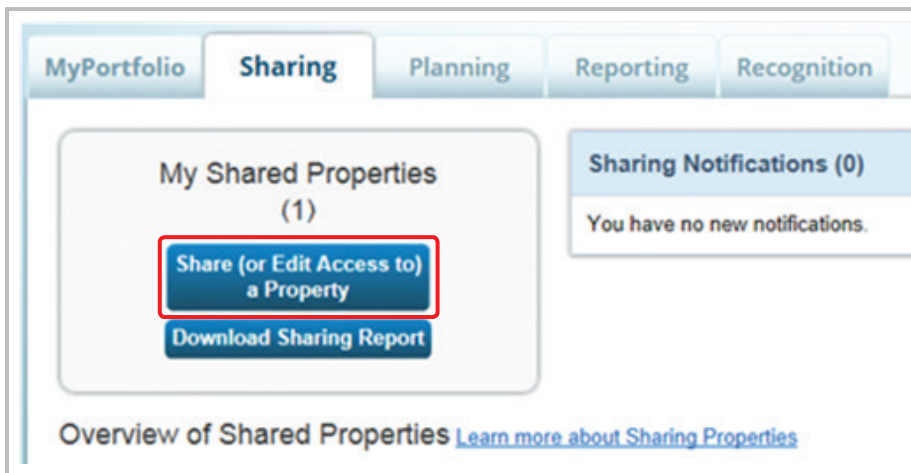 MyPortfolio Sharing Planning Reporting Recognition
My Shared Properties
(1)
Share (or Edit Access to)
a Property
Download Sharing Report
Sharing Notifications (0)
You have no new notifications.
Overview of Shared Properties Learn more about Sharing Properties